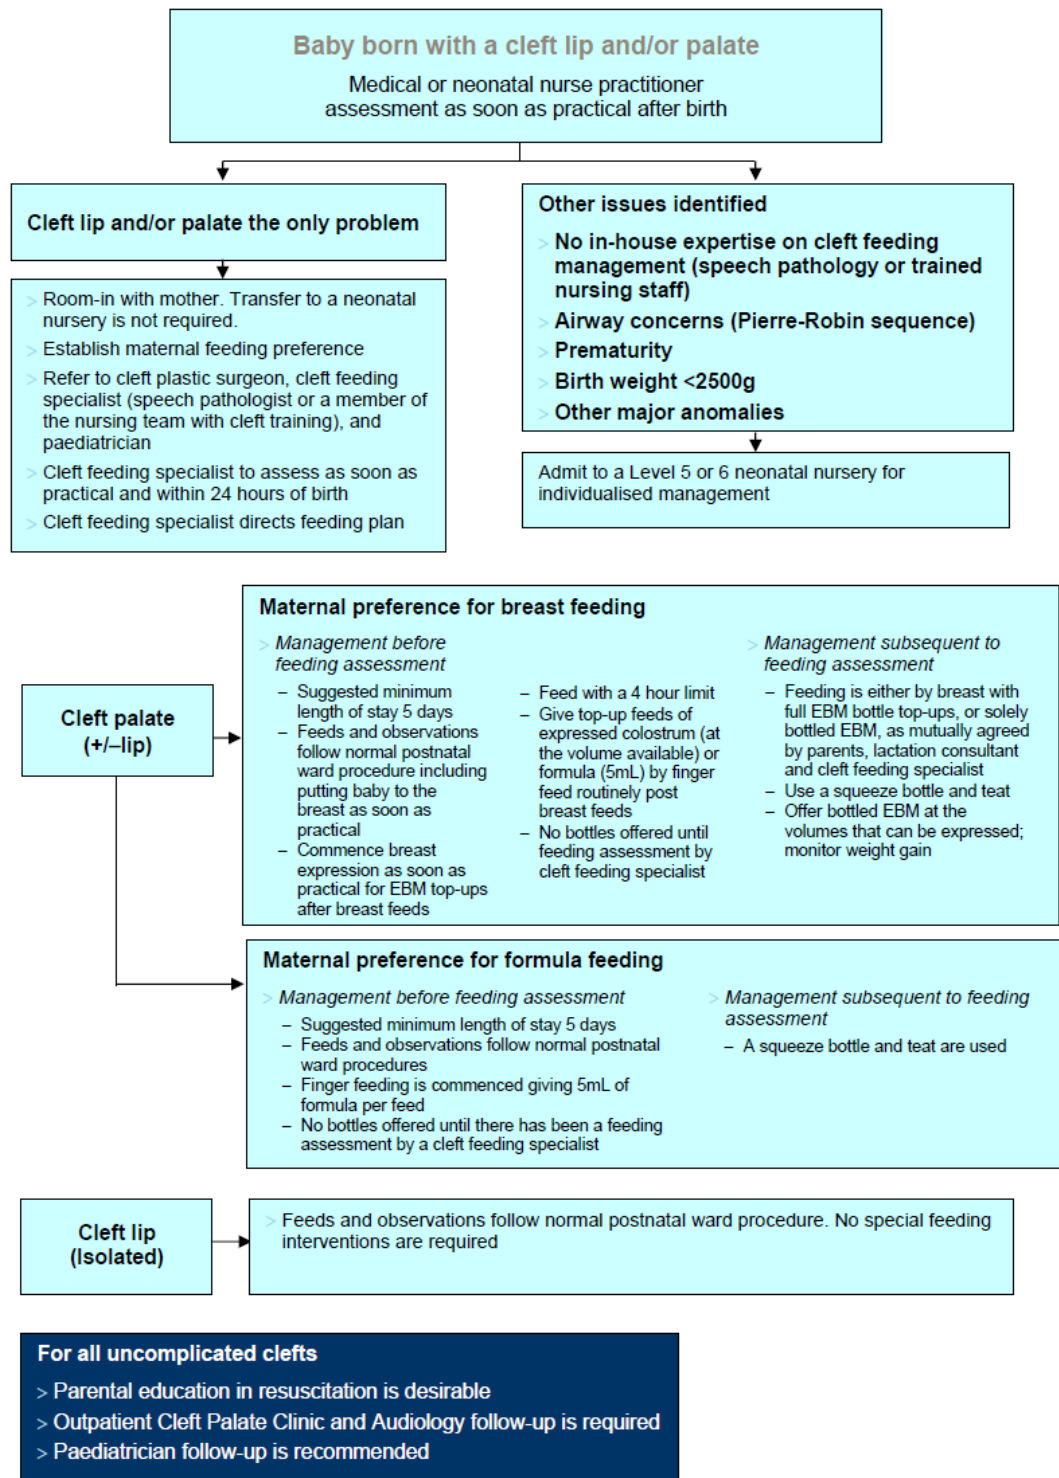 Baby born with a cleft lip and/or palate
Medical or neonatal nurse practitioner
assessment as soon as practical after birth
Cleft lip and/or palate the only problem
> Room-in with mother. Transfer to a neonatal
nursery is not required.
> Establish maternal feeding preference
> Refer to cleft plastic surgeon, cleft feeding
specialist (speech pathologist or a member of
the nursing team with cleft training), and
paediatrician
> Cleft feeding specialist to assess as soon as
practical and within 24 hours of birth
> Cleft feeding specialist directs feeding plan
Other issues identified
> No in-house expertise on cleft feeding
management (speech pathology or trained
nursing staff)
> Airway concerns (Pierre-Robin sequence)
> Prematurity
> Birth weight <2500g
> Other major anomalies
Admit to a Level 5 or 6 neonatal nursery for
individualised management
Cleft palate
(+/–lip)
Maternal preference for breast feeding
> Management before
feeding assessment
– Suggested minimum
length of stay 5 days
– Feeds and observations
follow normal postnatal
ward procedure including
putting baby to the
breast as soon as
practical
– Commence breast
expression as soon as
practical for EBM top-ups
after breast feeds
– Feed with a 4 hour limit
– Give top-up feeds of
expressed colostrum (at
the volume available) or
formula (5mL) by finger
feed routinely post
breast feeds
– No bottles offered until
feeding assessment by
cleft feeding specialist
> Management subsequent to
feeding assessment
– Feeding is either by breast with
full EBM bottle top-ups, or solely
bottled EBM, as mutually agreed
by parents, lactation consultant
and cleft feeding specialist
– Use a squeeze bottle and teat
– Offer bottled EBM at the
volumes that can be expressed;
monitor weight gain
Maternal preference for formula feeding
> Management before feeding assessment
– Suggested minimum length of stay 5 days
– Feeds and observations follow normal postnatal
ward procedures
– Finger feeding is commenced giving 5mL of
formula per feed
– No bottles offered until there has been a feeding
assessment by a cleft feeding specialist
> Management subsequent to feeding
assessment
– A squeeze bottle and teat are used
Cleft lip
(Isolated)
> Feeds and observations follow normal postnatal ward procedure. No special feeding
interventions are required
For all uncomplicated clefts
> Parental education in resuscitation is desirable
> Outpatient Cleft Palate Clinic and Audiology follow-up is required
> Paediatrician follow-up is recommended